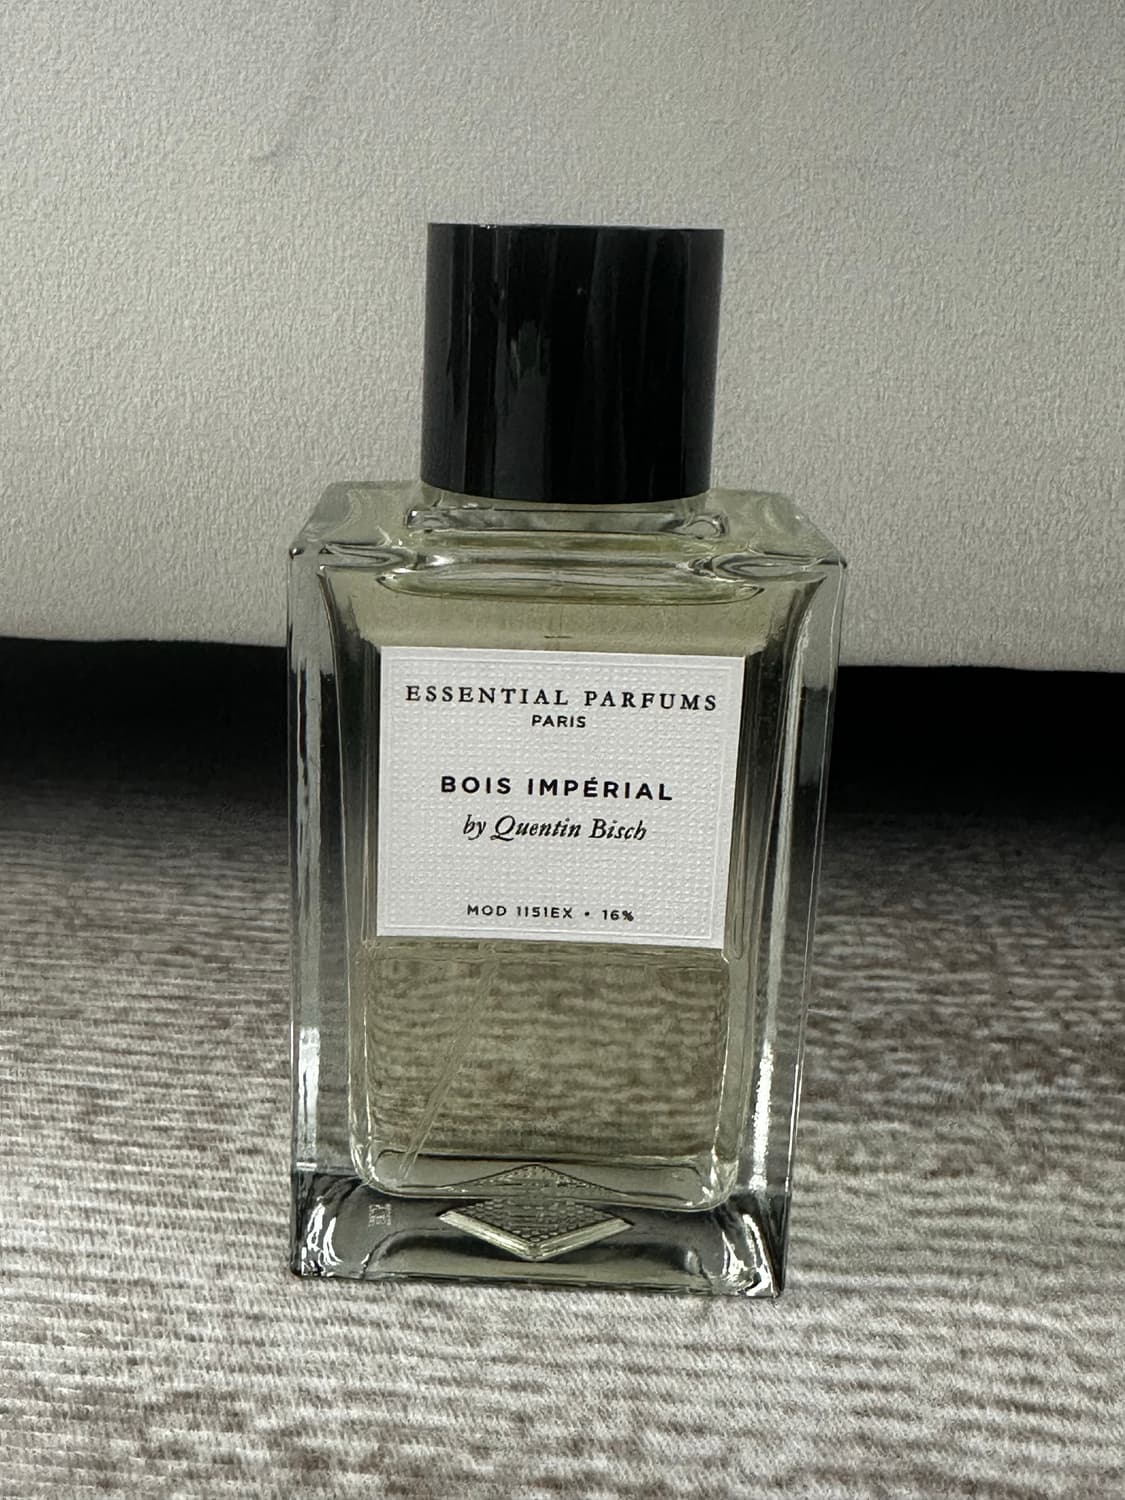 ESSENTIAL PARFUMS
PARIS
BOIS IMPÉRIAL
by Quentin Bisch
MOD 1151EX • 16%